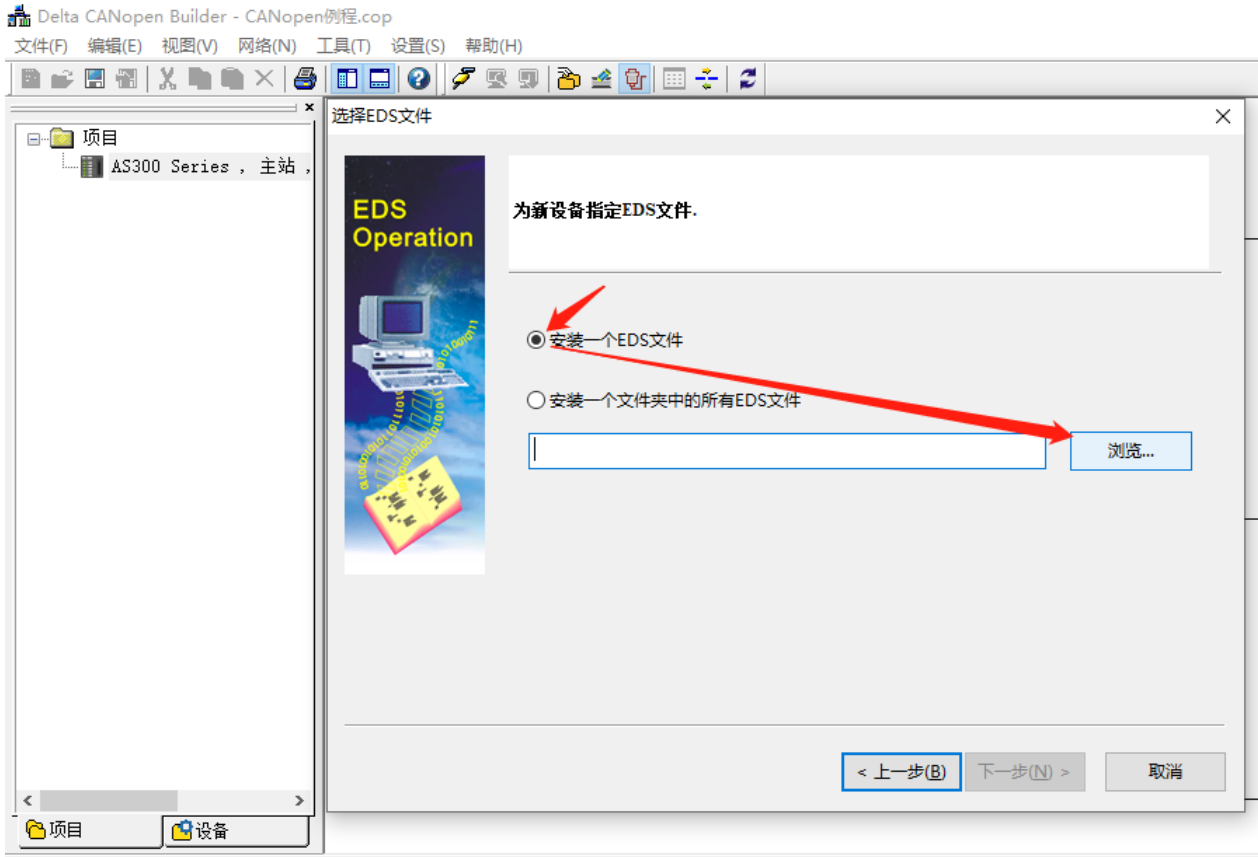 Delta CANopen Builder - CANopen例程.cop
文件(F) 编辑(E) 视图(V) 网络(N) 工具(T) 设置(S) 帮助(H)
项目
AS300 Series , 主站 ,
选择EDS文件
EDS
Operation
为新设备指定EDS文件.
安装一个EDS文件
安装一个文件夹中的所有EDS文件
浏览...
< 上一步(B)
下一步(N) >
取消
项目
设备